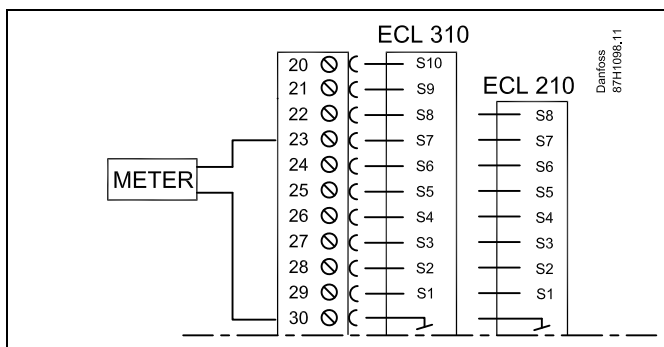 ECL 310
20 S10
21 S9
ECL 210
22 S8 S8
23 S7 S7
24 S6 S6
METER
25 S5 S5
26 S4 S4
27 S3 S3
28 S2 S2
29 S1 S1
30
Danfoss
87H1098.11